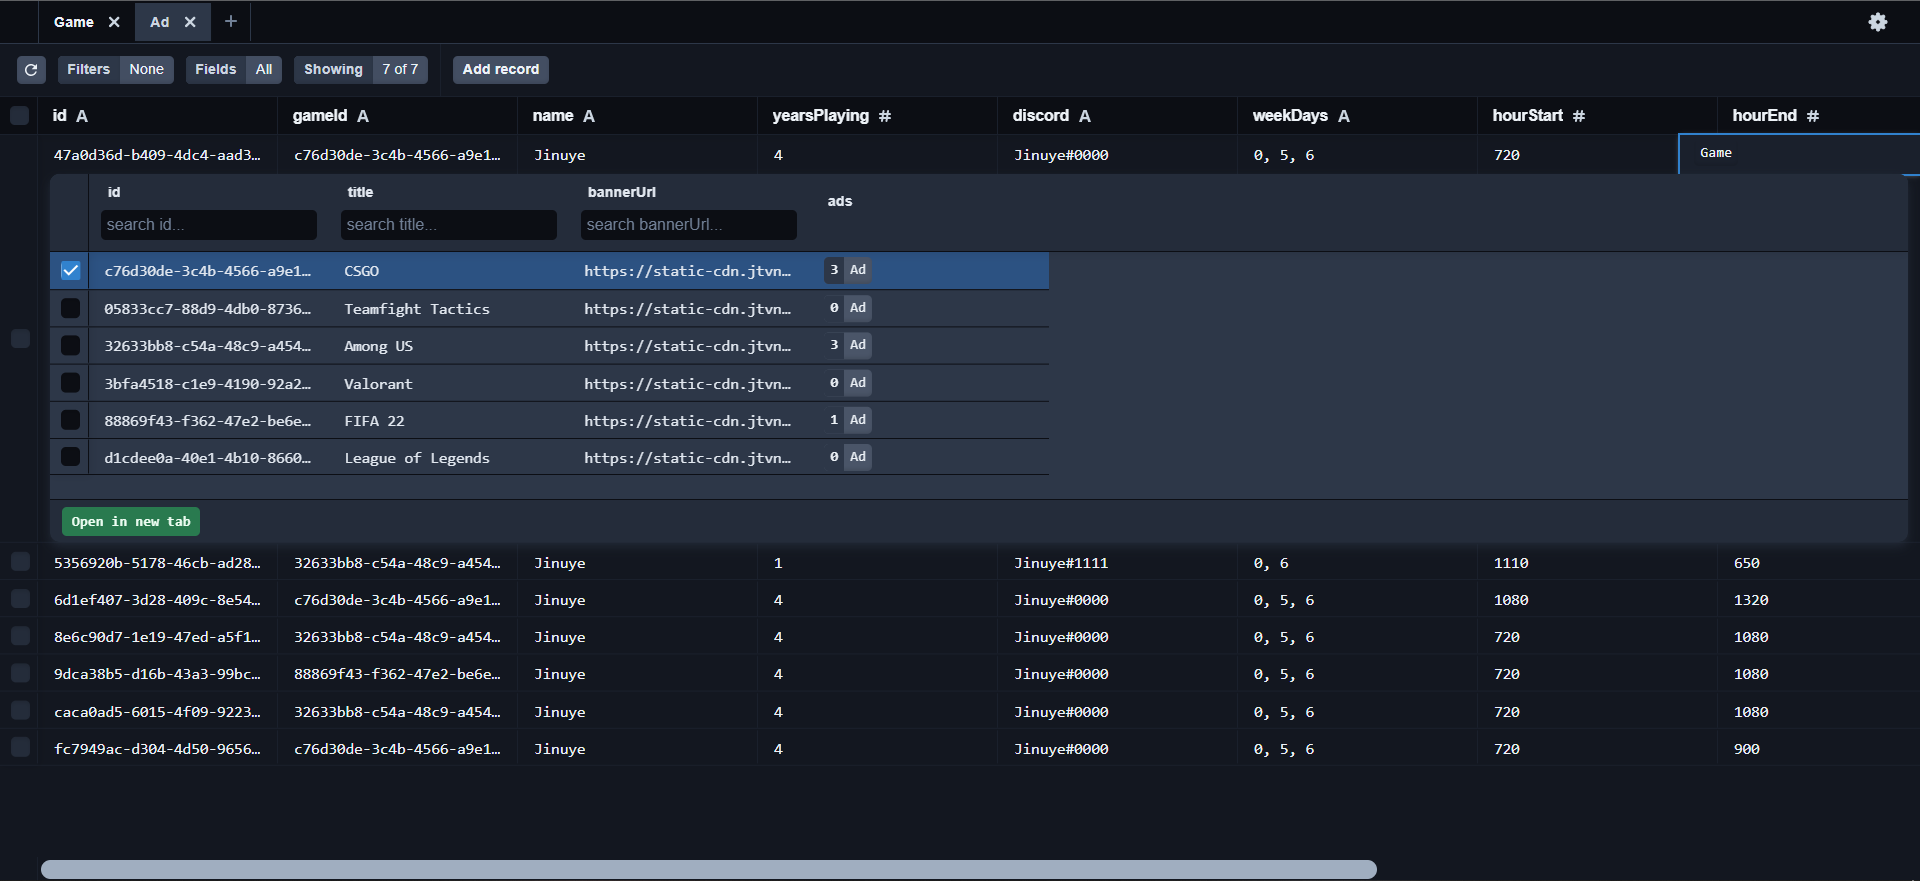 Game Ad
Filters None Fields All Showing 7 of 7 Add record
id A gameId A name A yearsPlaying # discord A weekDays A hourStart # hourEnd #
47a0d36d-b409-4dc4-aad3… c76d30de-3c4b-4566-a9e1… Jinuye 4 Jinuye#0000 0, 5, 6 720 Game
id title bannerUrl ads
search id... search title... search bannerUrl...
c76d30de-3c4b-4566-a9e1… CSGO https://static-cdn.jtvn… 3 Ad
05833cc7-88d9-4db0-8736… Teamfight Tactics https://static-cdn.jtvn… 0 Ad
32633bb8-c54a-48c9-a454… Among US https://static-cdn.jtvn… 3 Ad
3bfa4518-c1e9-4190-92a2… Valorant https://static-cdn.jtvn… 0 Ad
88869f43-f362-47e2-be6e… FIFA 22 https://static-cdn.jtvn… 1 Ad
d1cdee0a-40e1-4b10-8660… League of Legends https://static-cdn.jtvn… 0 Ad
Open in new tab
5356920b-5178-46cb-ad28… 32633bb8-c54a-48c9-a454… Jinuye 1 Jinuye#1111 0, 6 1110 650
6d1ef407-3d28-409c-8e54… c76d30de-3c4b-4566-a9e1… Jinuye 4 Jinuye#0000 0, 5, 6 1080 1320
8e6c90d7-1e19-47ed-a5f1… 32633bb8-c54a-48c9-a454… Jinuye 4 Jinuye#0000 0, 5, 6 720 1080
9dca38b5-d16b-43a3-99bc… 88869f43-f362-47e2-be6e… Jinuye 4 Jinuye#0000 0, 5, 6 720 1080
caca0ad5-6015-4f09-9223… 32633bb8-c54a-48c9-a454… Jinuye 4 Jinuye#0000 0, 5, 6 720 1080
fc7949ac-d304-4d50-9656… c76d30de-3c4b-4566-a9e1… Jinuye 4 Jinuye#0000 0, 5, 6 720 900